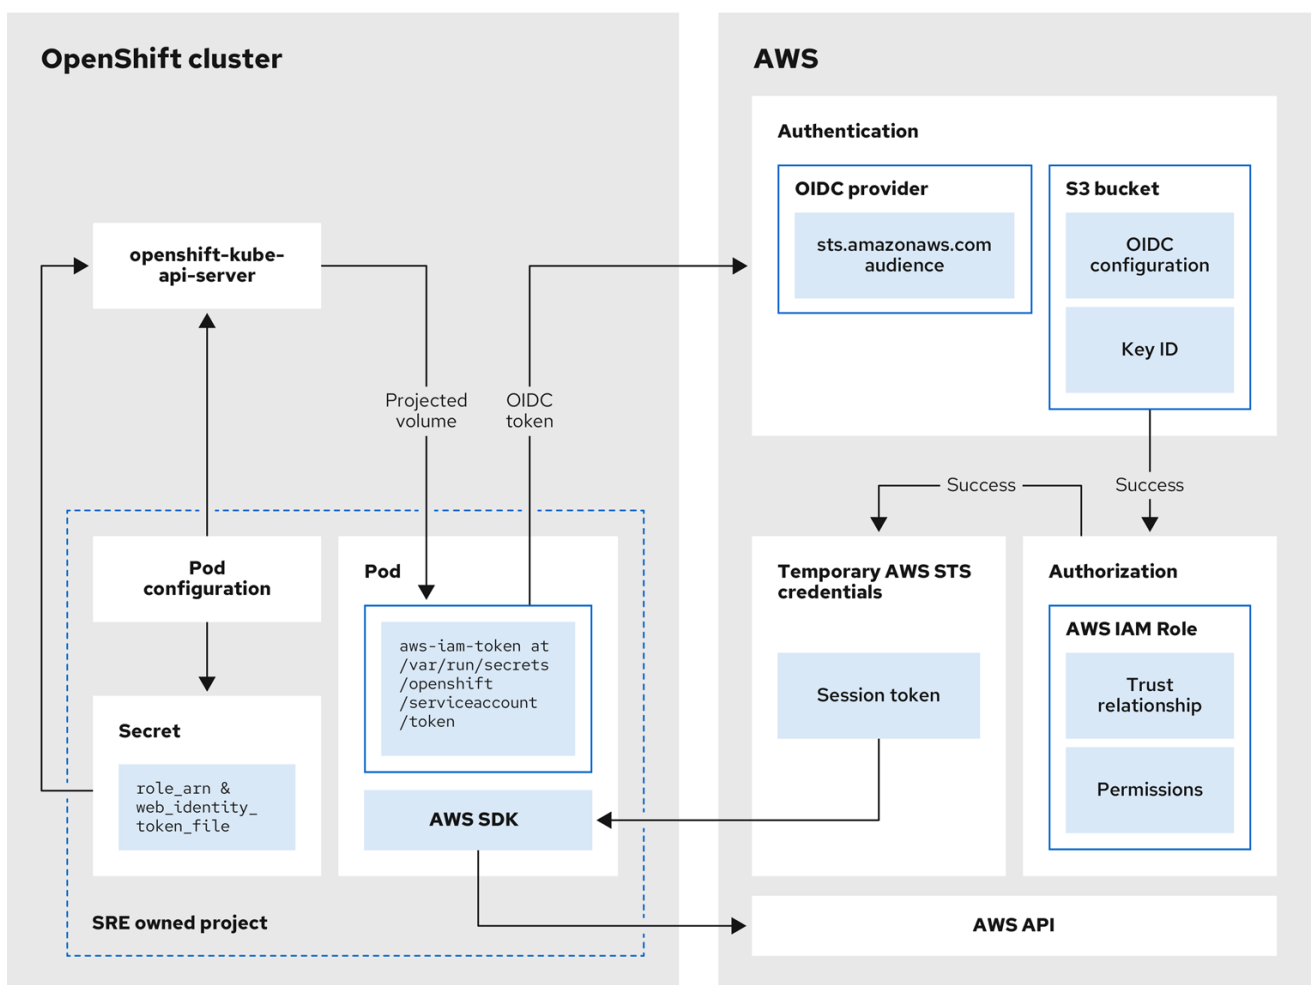 OpenShift cluster
openshift-kube-
api-server
Projected
volume
OIDC
token
Pod
configuration
Secret
role_arn &
web_identity_
token_file
Pod
aws-iam-token at
/var/run/secrets
/openshift
/serviceaccount
/token
AWS SDK
SRE owned project
AWS
Authentication
OIDC provider
sts.amazonaws.com
audience
S3 bucket
OIDC
configuration
Key ID
Success
Success
Temporary AWS STS
credentials
Session token
Authorization
AWS IAM Role
Trust
relationship
Permissions
AWS API